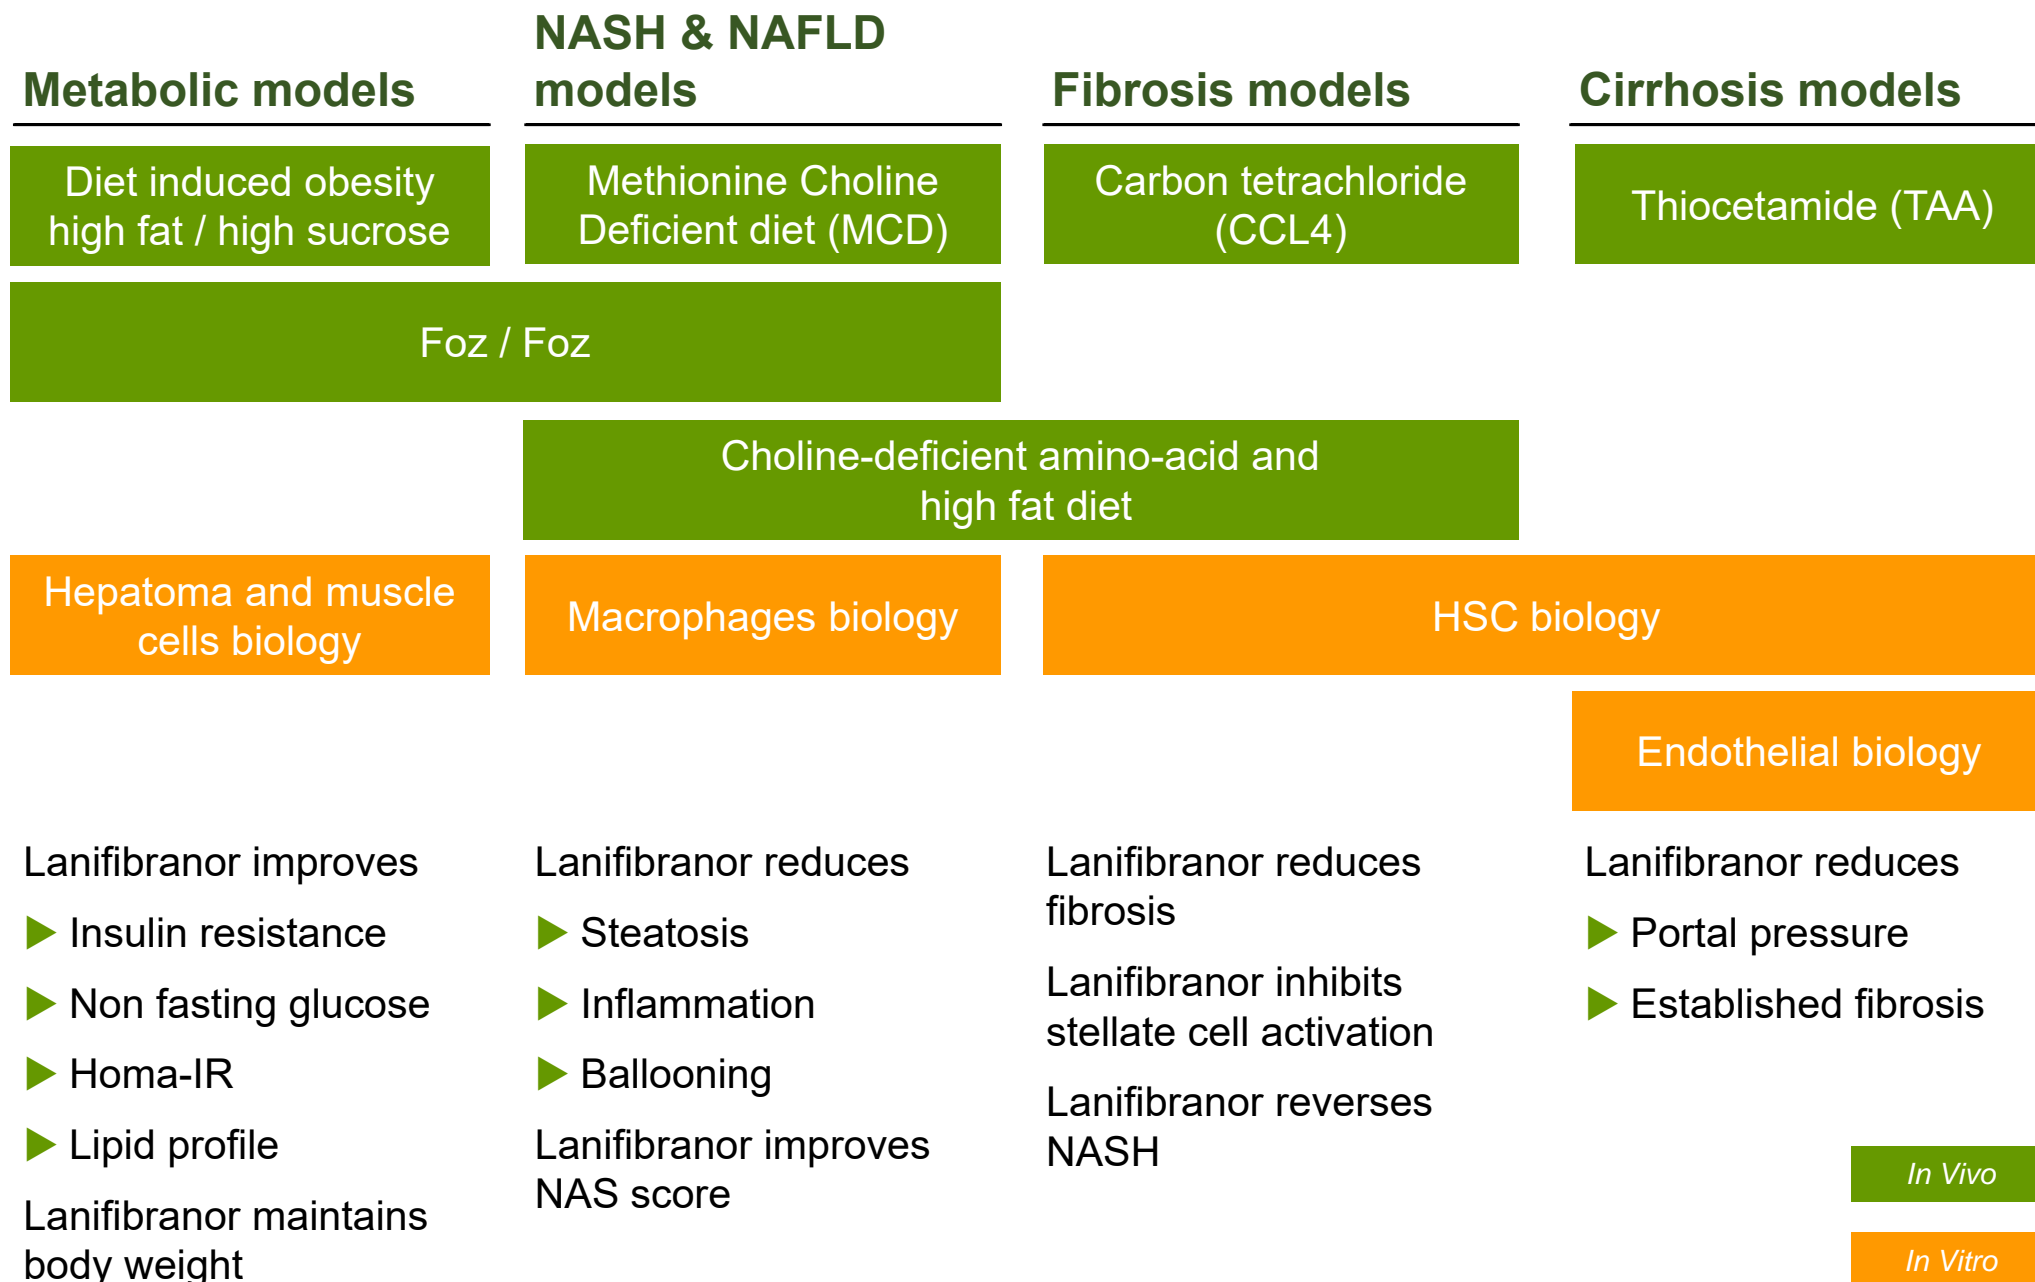 Metabolic models
NASH & NAFLD
models
Fibrosis models
Cirrhosis models
Diet induced obesity
high fat / high sucrose
Methionine Choline
Deficient diet (MCD)
Carbon tetrachloride
(CCL4)
Thiocetamide (TAA)
Foz / Foz
Choline-deficient amino-acid and
high fat diet
Hepatoma and muscle
cells biology
Macrophages biology
HSC biology
Endothelial biology
Lanifibranor improves
Insulin resistance
Non fasting glucose
Homa-IR
Lipid profile
Lanifibranor maintains
body weight
Lanifibranor reduces
Steatosis
Inflammation
Ballooning
Lanifibranor improves
NAS score
Lanifibranor reduces
fibrosis
Lanifibranor inhibits
stellate cell activation
Lanifibranor reverses
NASH
Lanifibranor reduces
Portal pressure
Established fibrosis
In Vivo
In Vitro